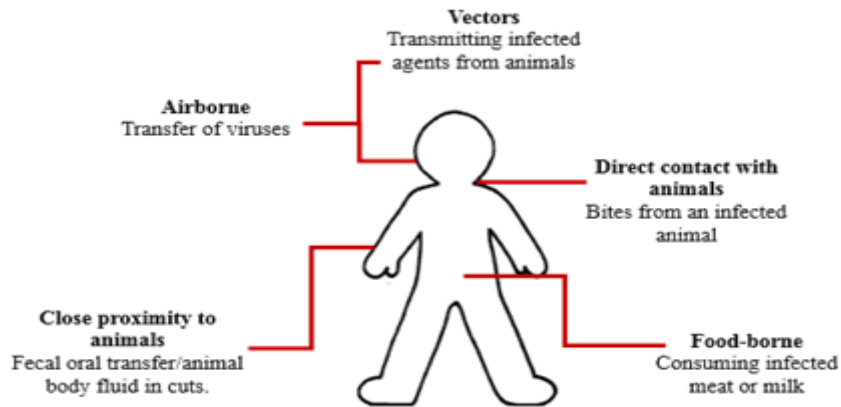 Vectors
Transmitting infected
agents from animals
Airborne
Transfer of viruses
Direct contact with
animals
Bites from an infected
animal
Close proximity to
animals
Fecal oral transfer/animal
body fluid in cuts.
Food-borne
Consuming infected
meat or milk